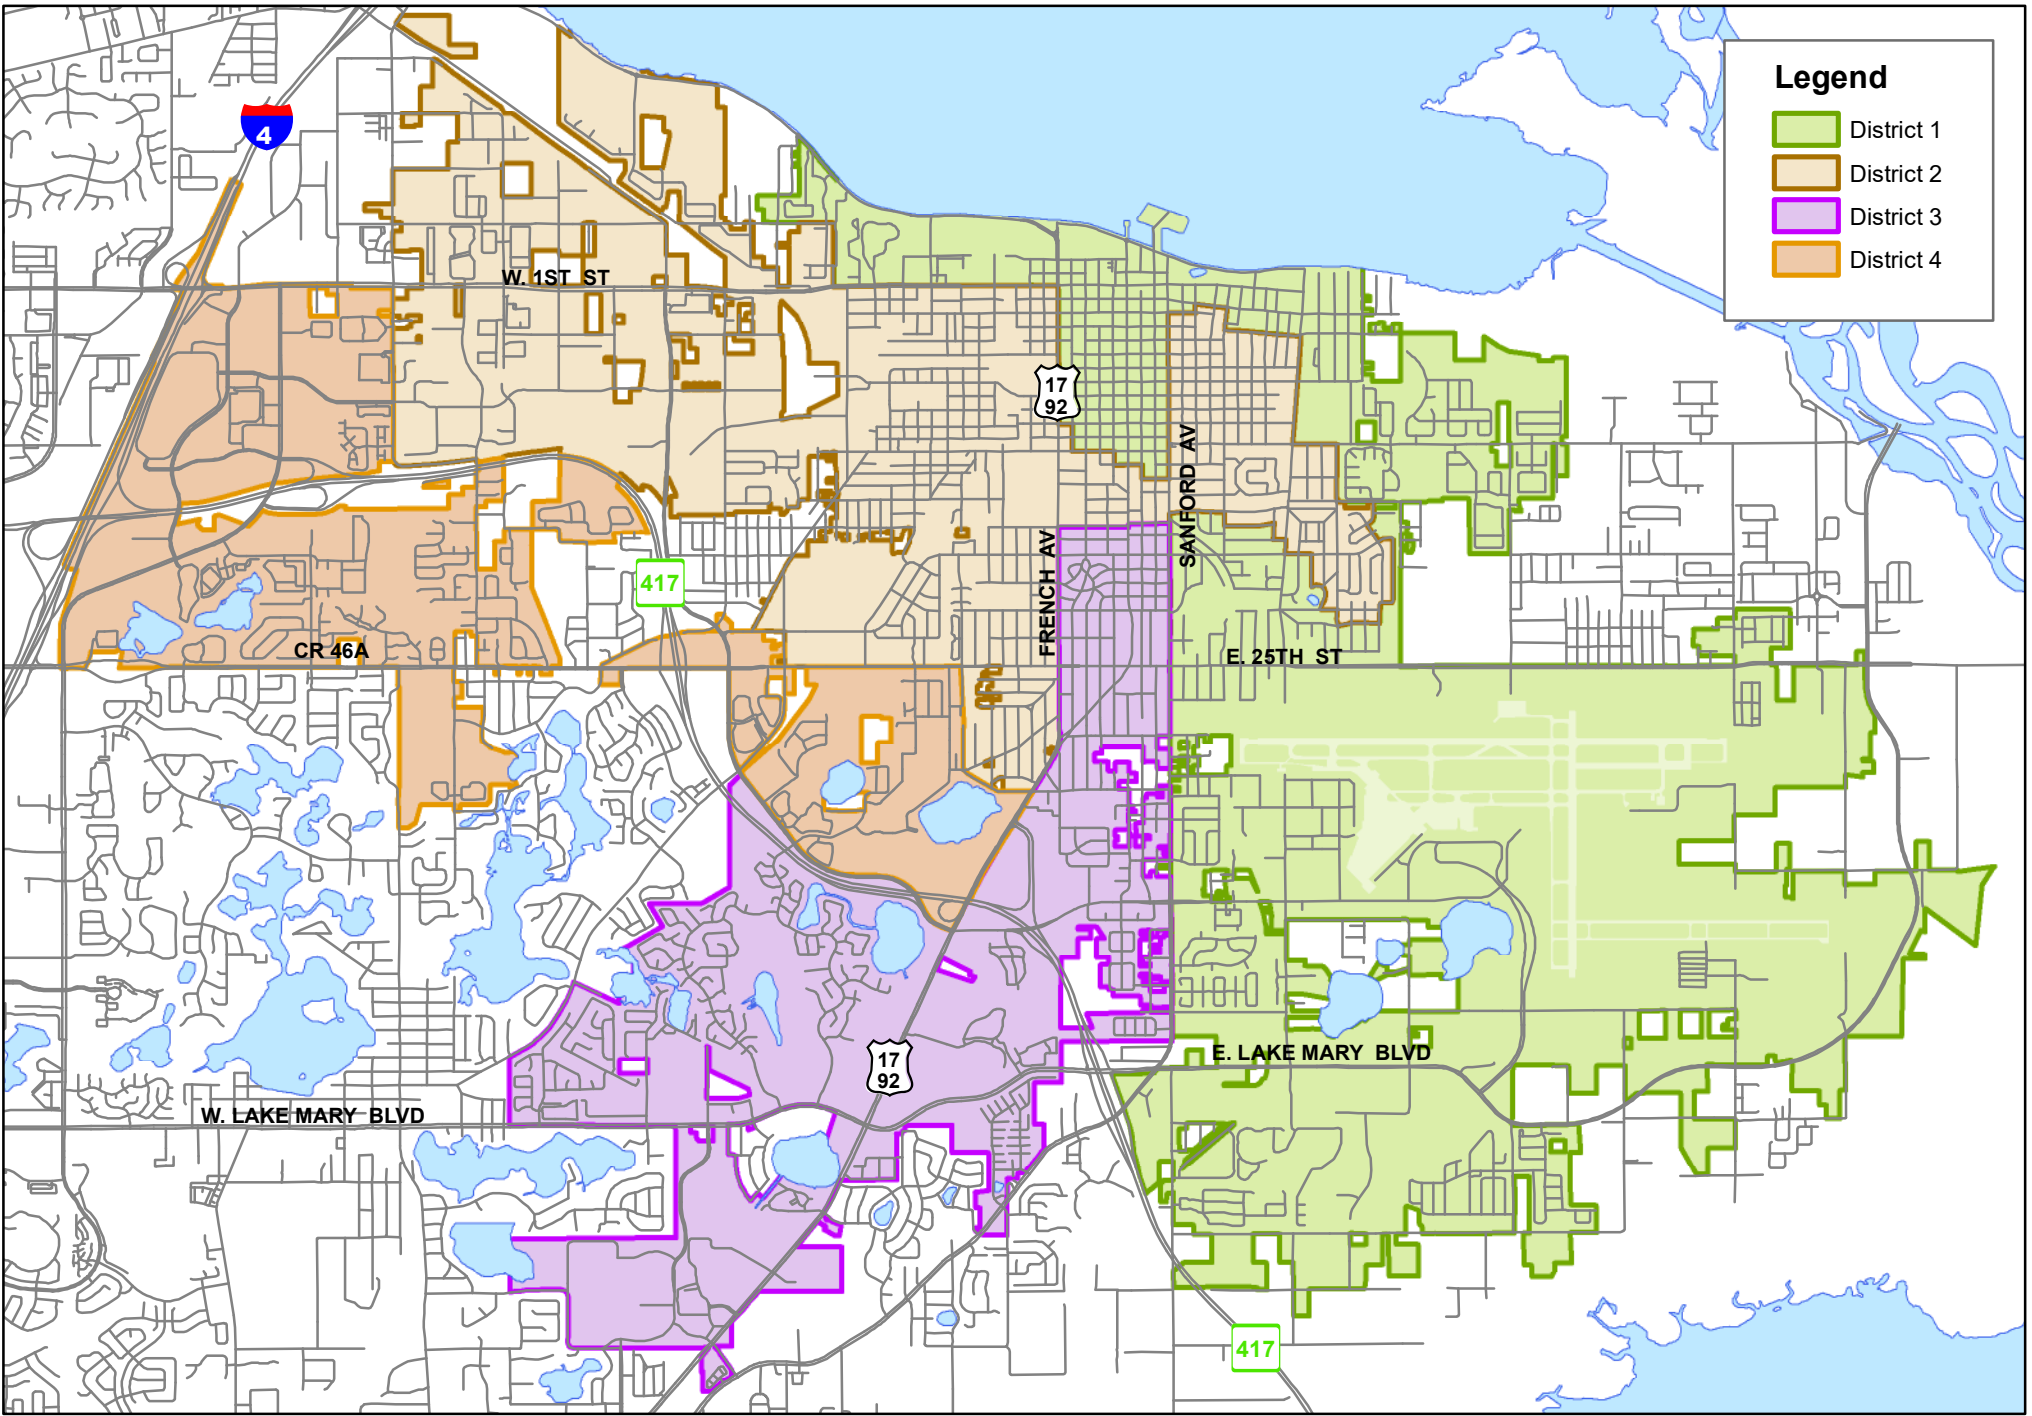 Legend
District 1
District 2
District 3
District 4
4
W. 1ST ST
17
92
SANFORD AV
FRENCH AV
417
CR 46A
E. 25TH ST
17
92
E. LAKE MARY BLVD
W. LAKE MARY BLVD
417